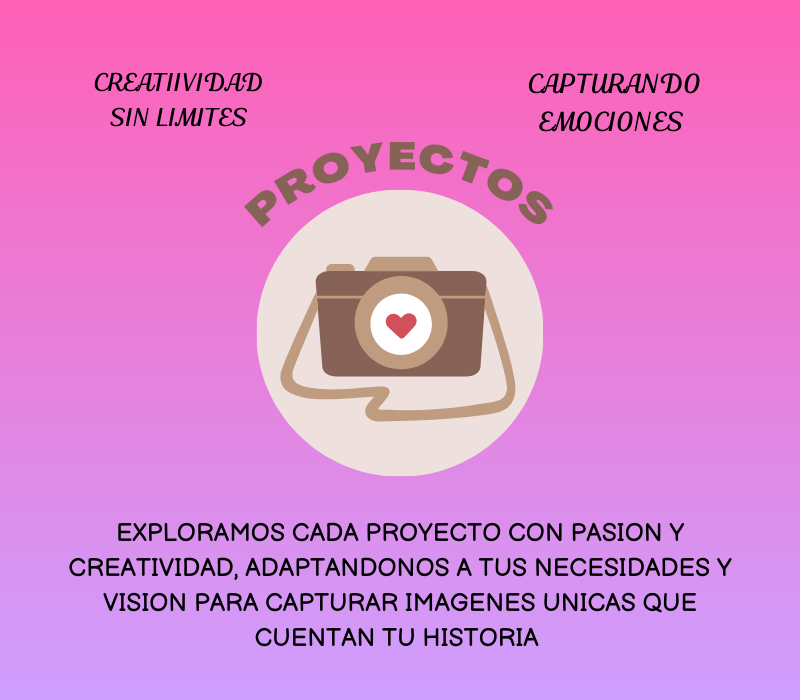 CREATIIVIDAD
SIN LIMITES
CAPTURANDO
EMOCIONES
PROYECTOS
EXPLORAMOS CADA PROYECTO CON PASION Y
CREATIVIDAD, ADAPTANDONOS A TUS NECESIDADES Y
VISION PARA CAPTURAR IMAGENES UNICAS QUE
CUENTAN TU HISTORIA